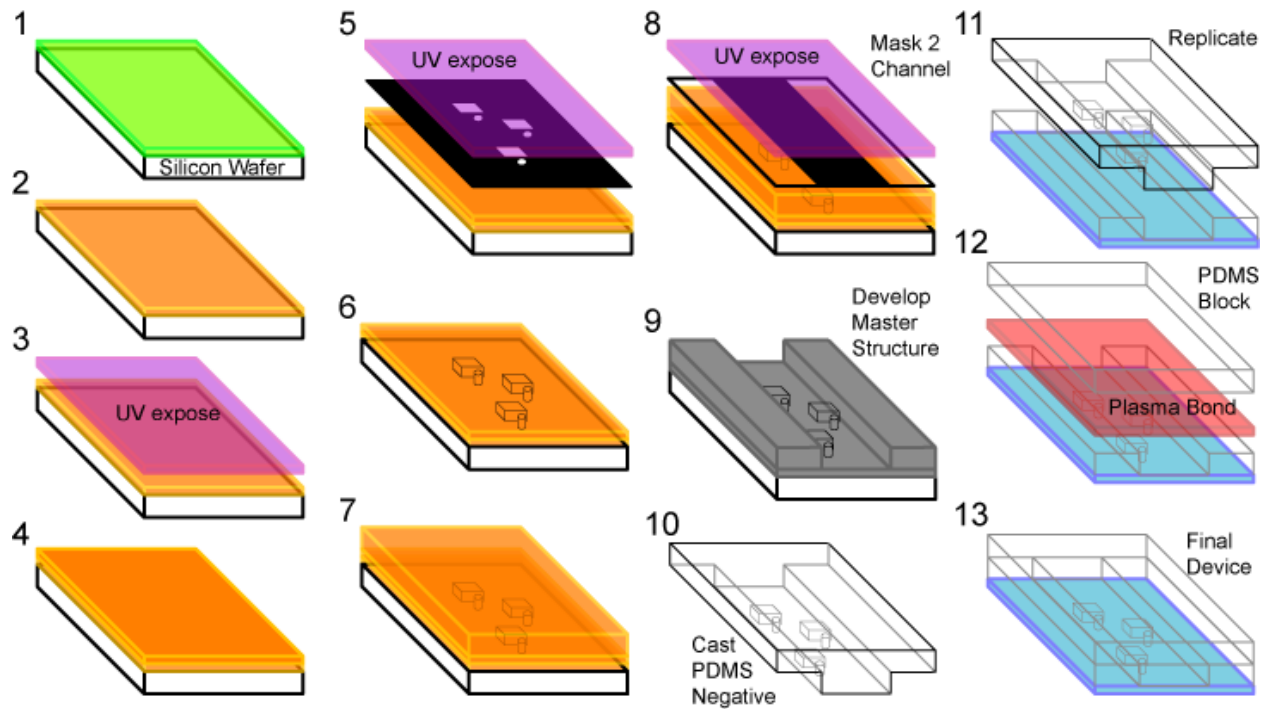 1
Silicon Wafer
2
3
UV expose
4
5
UV expose
6
7
8
UV expose
Mask 2
Channel
9
Develop
Master
Structure
10
Cast
PDMS
Negative
11
Replicate
12
PDMS
Block
Plasma Bond
13
Final
Device